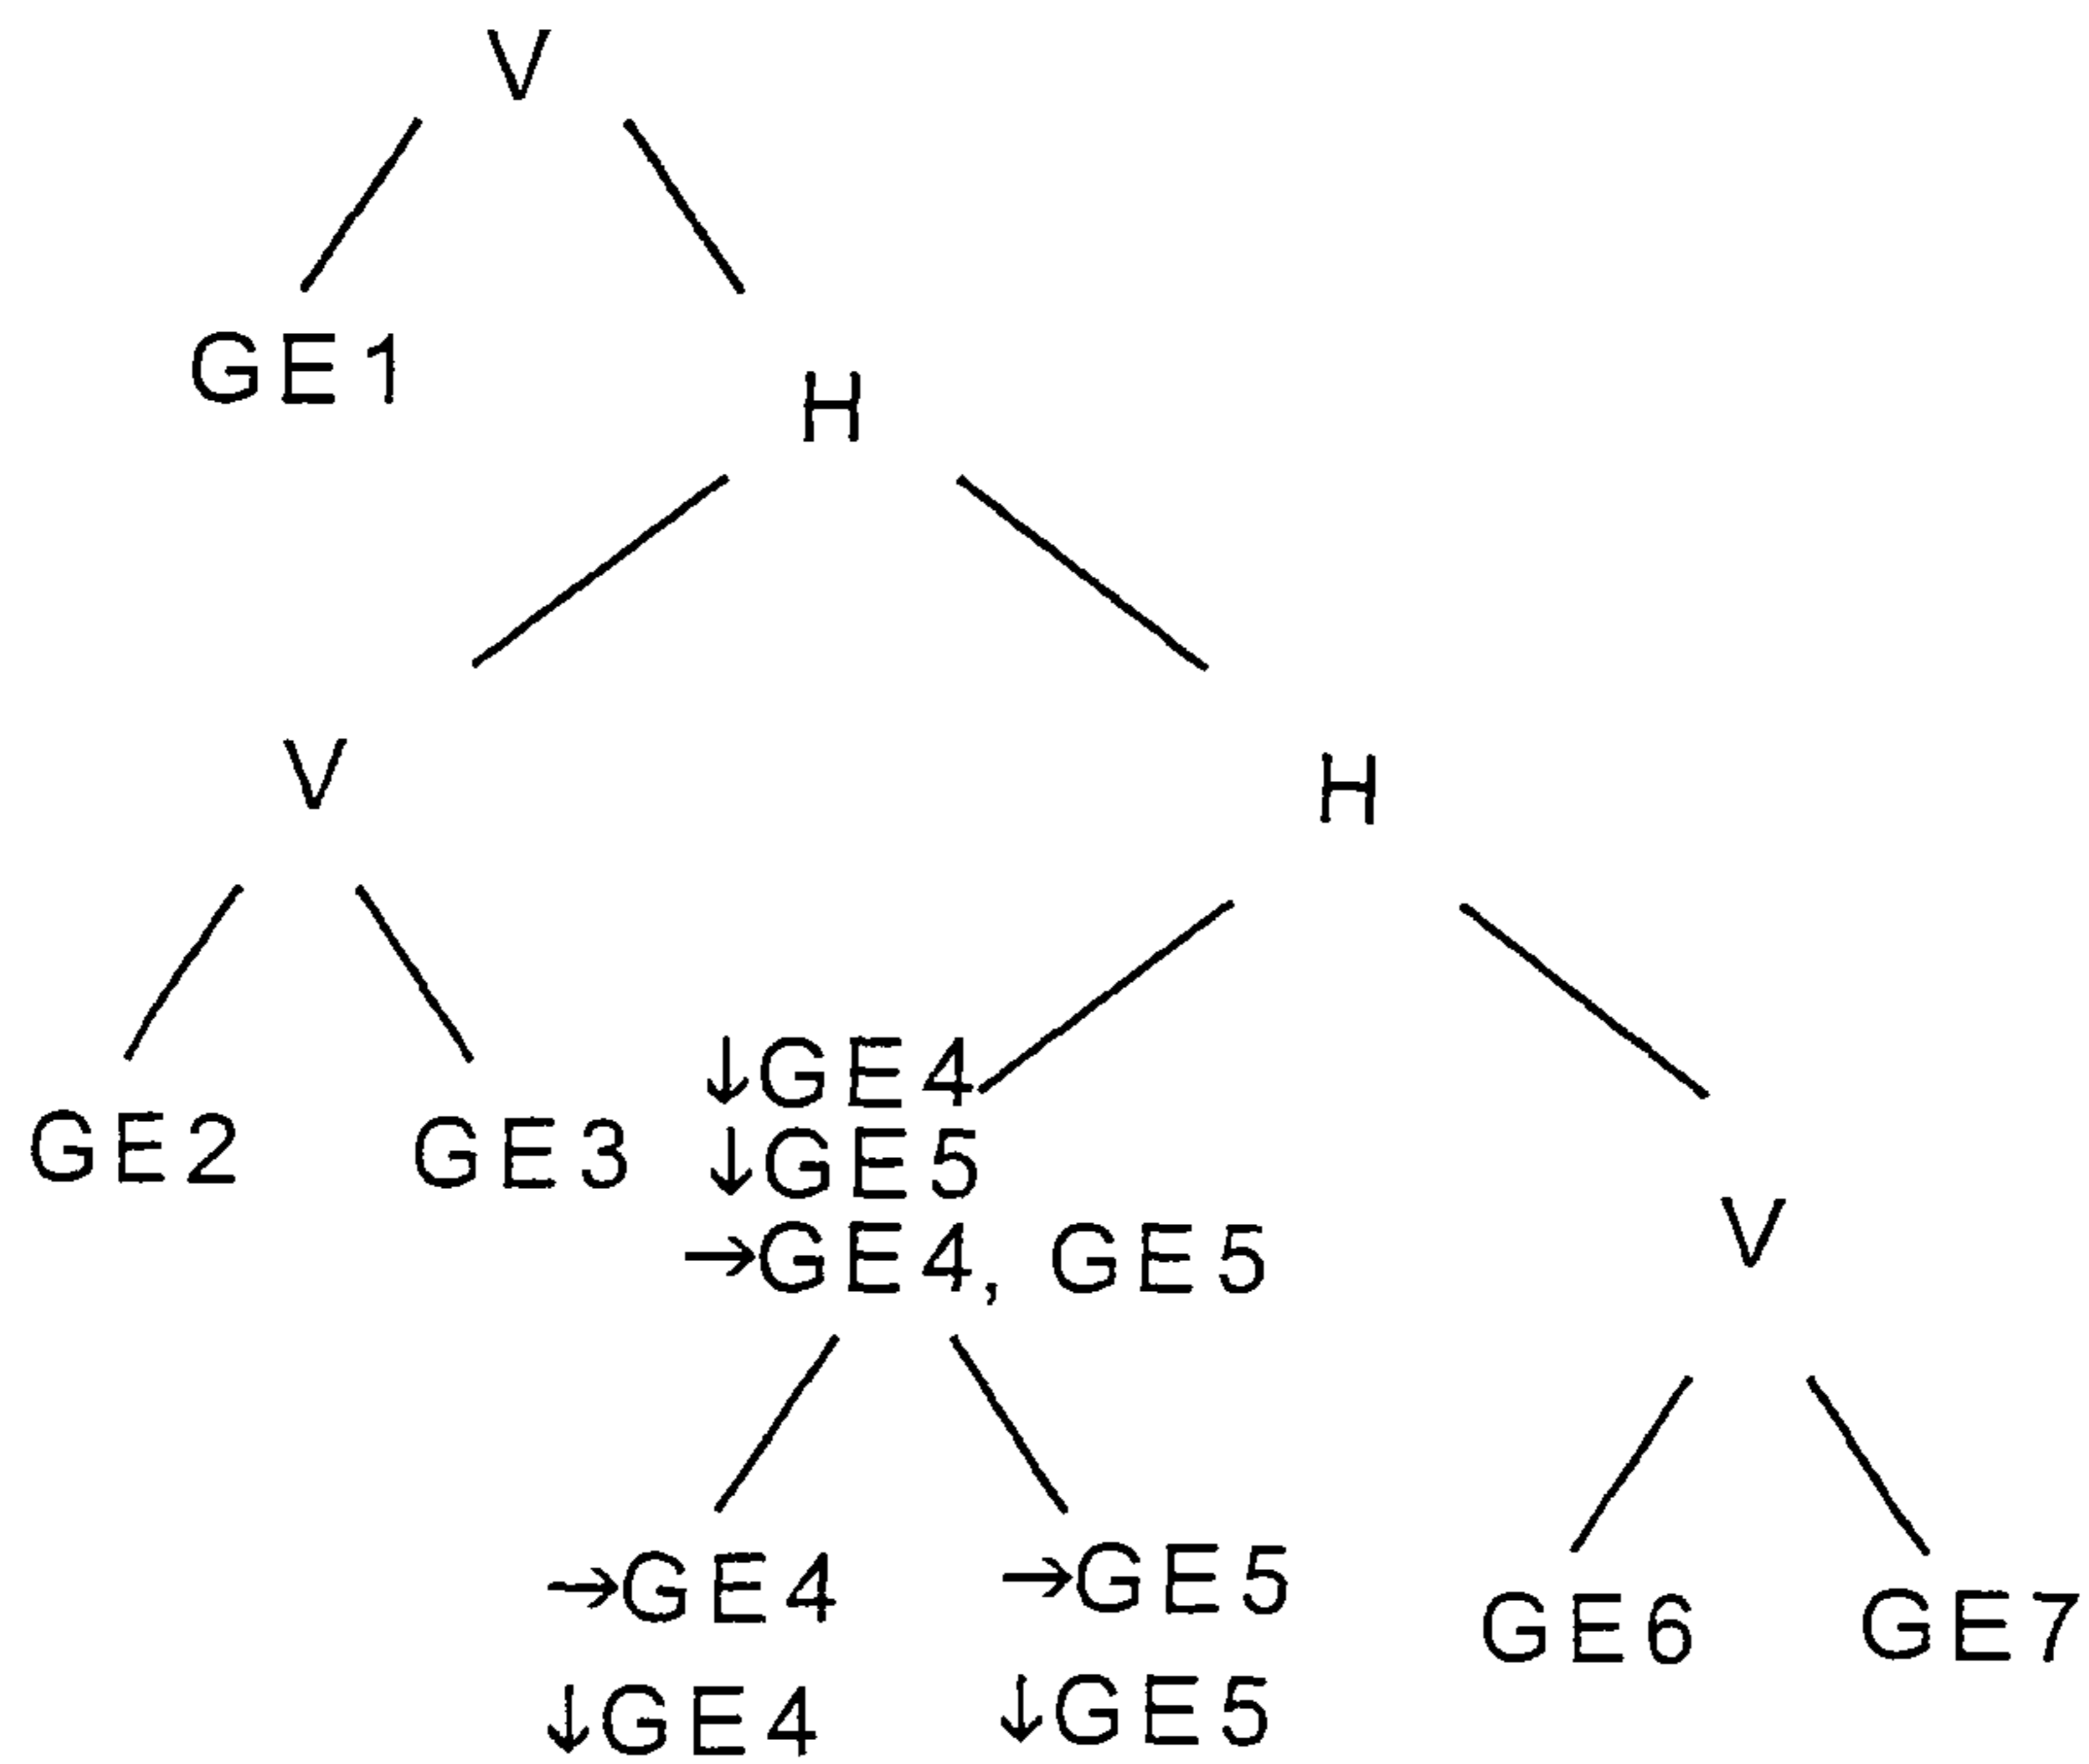 V
GE1
H
V
H
GE2 GE3
↓GE4
↓GE5
→GE4, GE5
V
→GE4 →GE5
↓GE4 ↓GE5
GE6 GE7